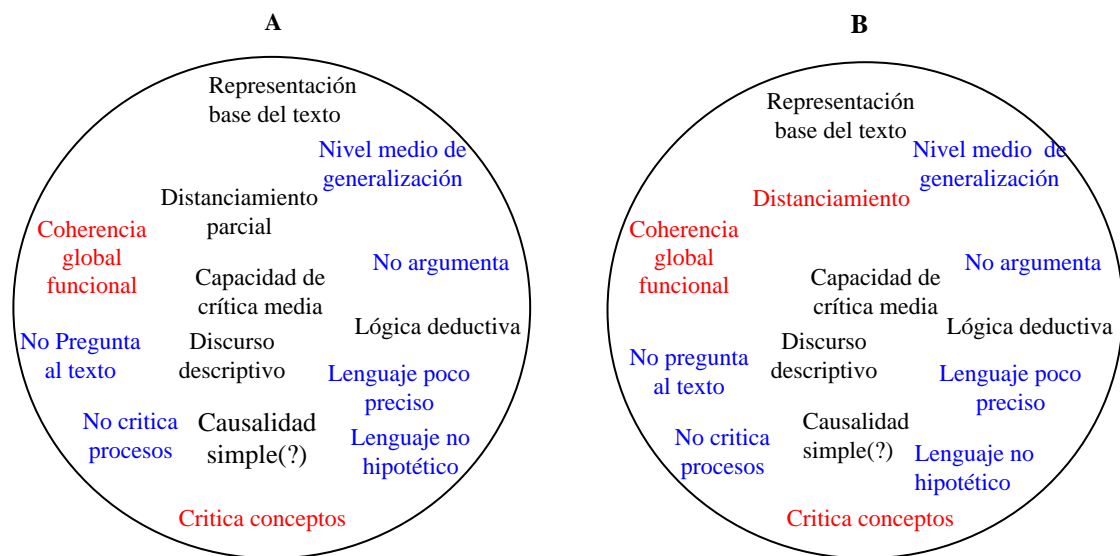 A
Representación
base del texto
Nivel medio de
generalización
Distanciamiento
parcial
Coherencia
global
funcional
No argumenta
Capacidad de
crítica media
Lógica deductiva
No Pregunta
al texto
Discurso
descriptivo
Lenguaje poco
preciso
No critica
procesos
Causalidad
simple(?)
Lenguaje no
hipotético
Critica conceptos
B
Representación
base del texto
Nivel medio de
generalización
Distanciamiento
Coherencia
global
funcional
No argumenta
Capacidad de
crítica media
Lógica deductiva
No pregunta
al texto
Discurso
descriptivo
Lenguaje poco
preciso
No critica
procesos
Causalidad
simple(?)
Lenguaje no
hipotético
Critica conceptos